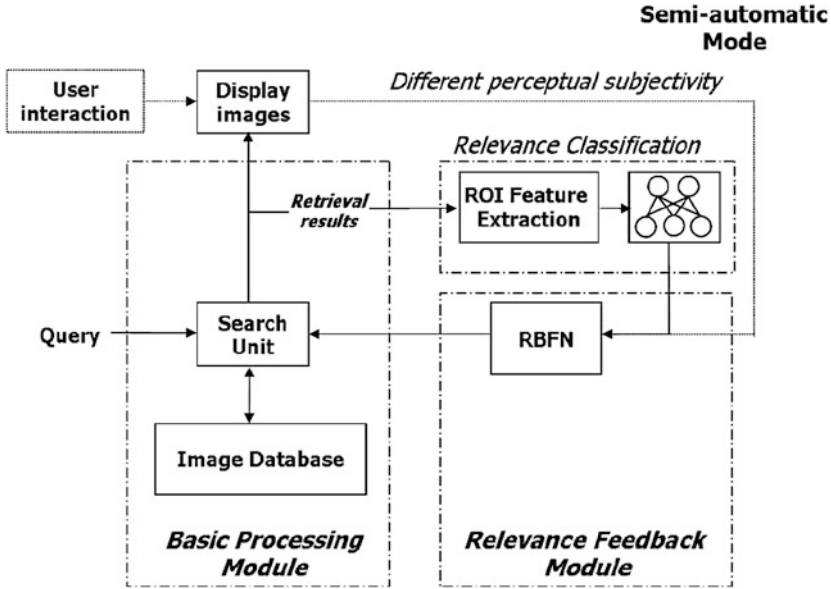 Semi-automatic
Mode
User
interaction
Display
images
Different perceptual subjectivity
Relevance Classification
Retrieval
results
ROI Feature
Extraction
Query
Search
Unit
RBFN
Image Database
Basic Processing
Module
Relevance Feedback
Module